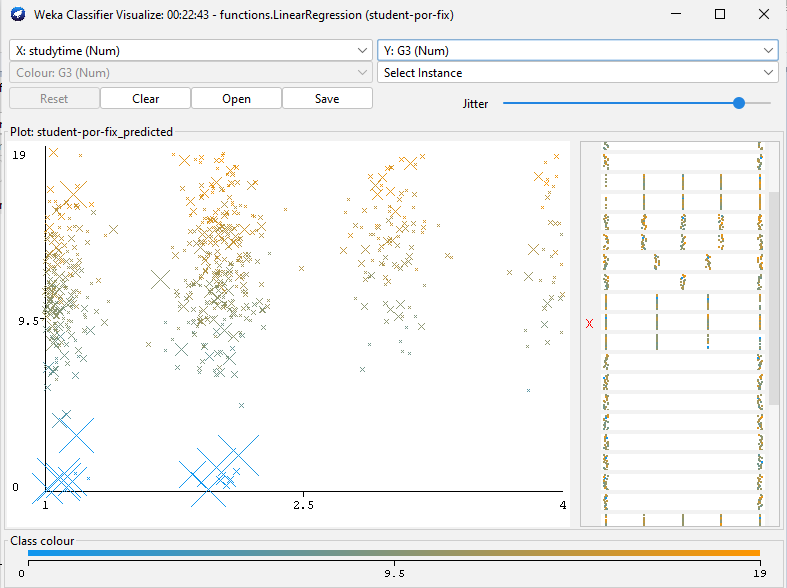 Weka Classifier Visualize: 00:22:43 - functions.LinearRegression (student-por-fix)
X: studytime (Num) Y: G3 (Num)
Colour: G3 (Num) Select Instance
Reset Clear Open Save Jitter
Plot: student-por-fix_predicted
19
9.5
0
1 2.5 4
X
Class colour
0 9.5 19